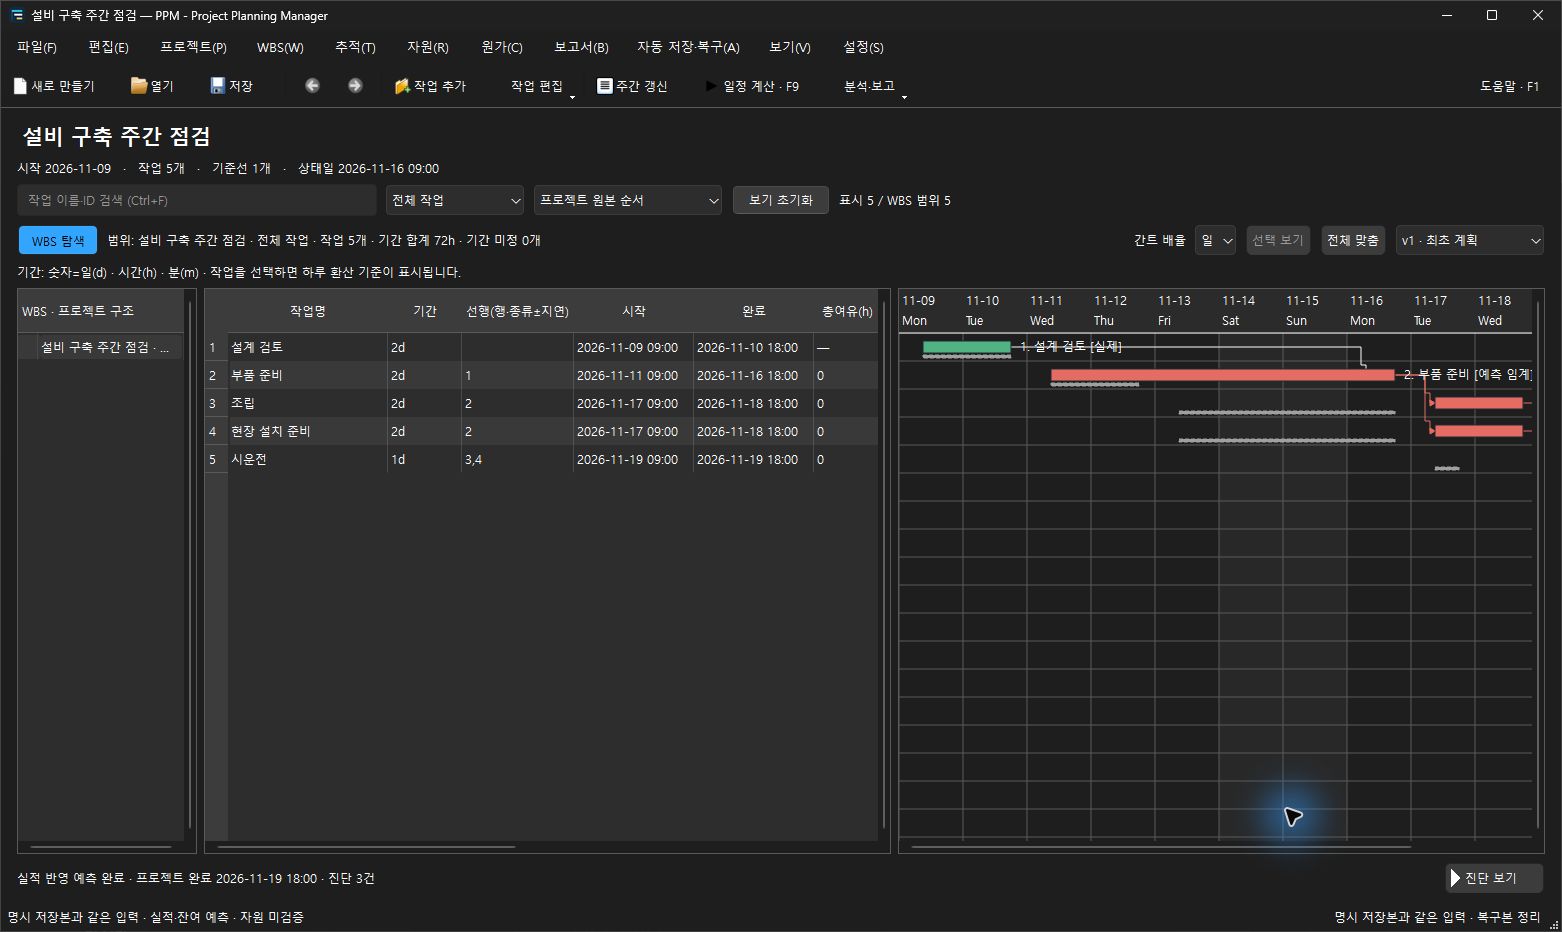 설비 구축 주간 점검 — PPM - Project Planning Manager
파일(F) 편집(E) 프로젝트(P) WBS(W) 추적(T) 자원(R) 원가(C) 보고서(B) 자동 저장·복구(A) 보기(V) 설정(S)
새로 만들기 열기 저장 작업 추가 작업 편집 주간 갱신 일정 계산 · F9 분석·보고 도움말 · F1
설비 구축 주간 점검
시작 2026-11-09 · 작업 5개 · 기준선 1개 · 상태일 2026-11-16 09:00
작업 이름·ID 검색 (Ctrl+F) 전체 작업 프로젝트 원본 순서 보기 초기화 표시 5 / WBS 범위 5
WBS 탐색 범위: 설비 구축 주간 점검 · 전체 작업 · 작업 5개 · 기간 합계 72h · 기간 미정 0개 간트 배율 일 선택 보기 전체 맞춤 v1 · 최초 계획
기간: 숫자=일(d) · 시간(h) · 분(m) · 작업을 선택하면 하루 환산 기준이 표시됩니다.
WBS · 프로젝트 구조
설비 구축 주간 점검 · ...
작업명 기간 선행(행·종류±지연) 시작 완료 총여유(h)
1 설계 검토 2d 2026-11-09 09:00 2026-11-10 18:00 —
2 부품 준비 2d 1 2026-11-11 09:00 2026-11-16 18:00 0
3 조립 2d 2 2026-11-17 09:00 2026-11-18 18:00 0
4 현장 설치 준비 2d 2 2026-11-17 09:00 2026-11-18 18:00 0
5 시운전 1d 3,4 2026-11-19 09:00 2026-11-19 18:00 0
11-09 11-10 11-11 11-12 11-13 11-14 11-15 11-16 11-17 11-18
Mon Tue Wed Thu Fri Sat Sun Mon Tue Wed
1. 설계 검토 [실제]
2. 부품 준비 [예측 임계]
실적 반영 예측 완료 · 프로젝트 완료 2026-11-19 18:00 · 진단 3건 진단 보기
명시 저장본과 같은 입력 · 실적·잔여 예측 · 자원 미검증 명시 저장본과 같은 입력 · 복구본 정리